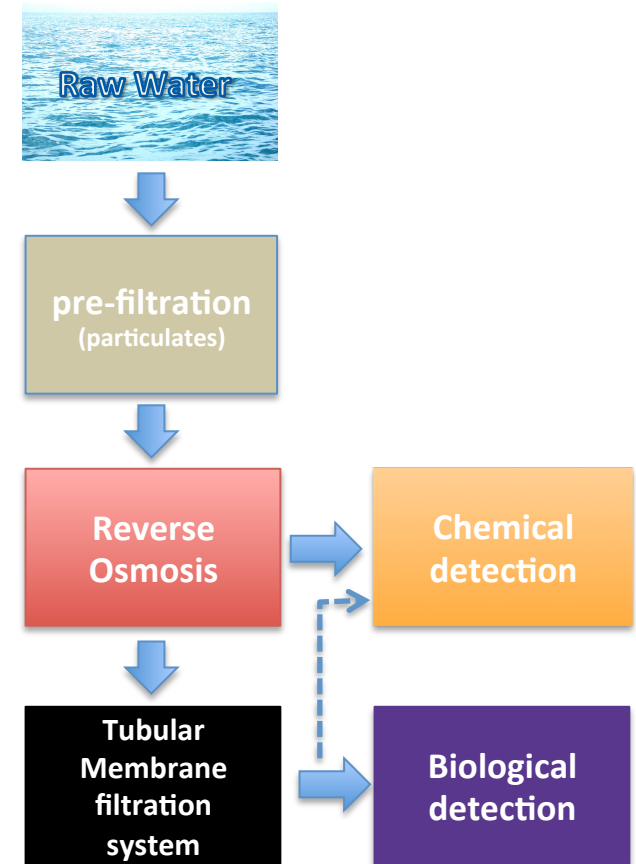 Raw Water
pre-filtration
(particulates)
Reverse
Osmosis
Chemical
detection
Tubular
Membrane
filtration
system
Biological
detection